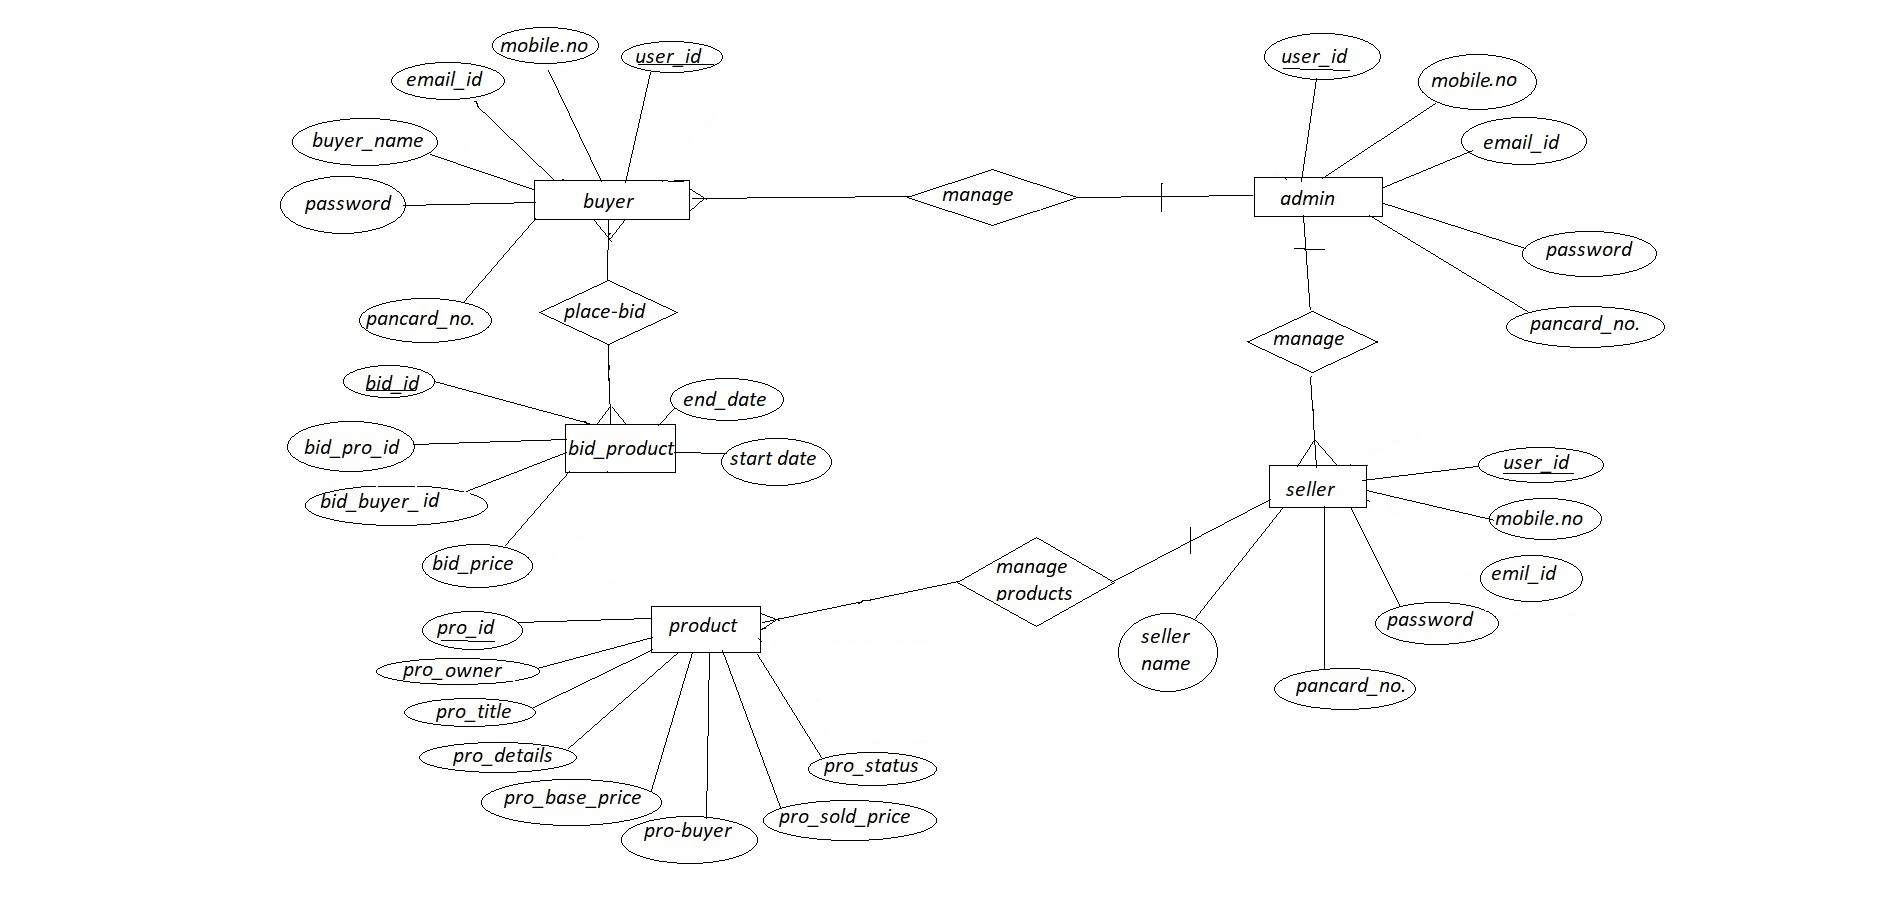 mobile.no
user_id
email_id
buyer_name
password
buyer
pancard_no.
manage
user_id
mobile.no
email_id
admin
password
pancard_no.
place-bid
manage
bid_id
end_date
bid_pro_id
bid_product
start date
bid_buyer_id
bid_price
user_id
seller
mobile.no
emil_id
password
seller
name
pancard_no.
manage
products
pro_id
product
pro_owner
pro_title
pro_details
pro_base_price
pro-buyer
pro_sold_price
pro_status